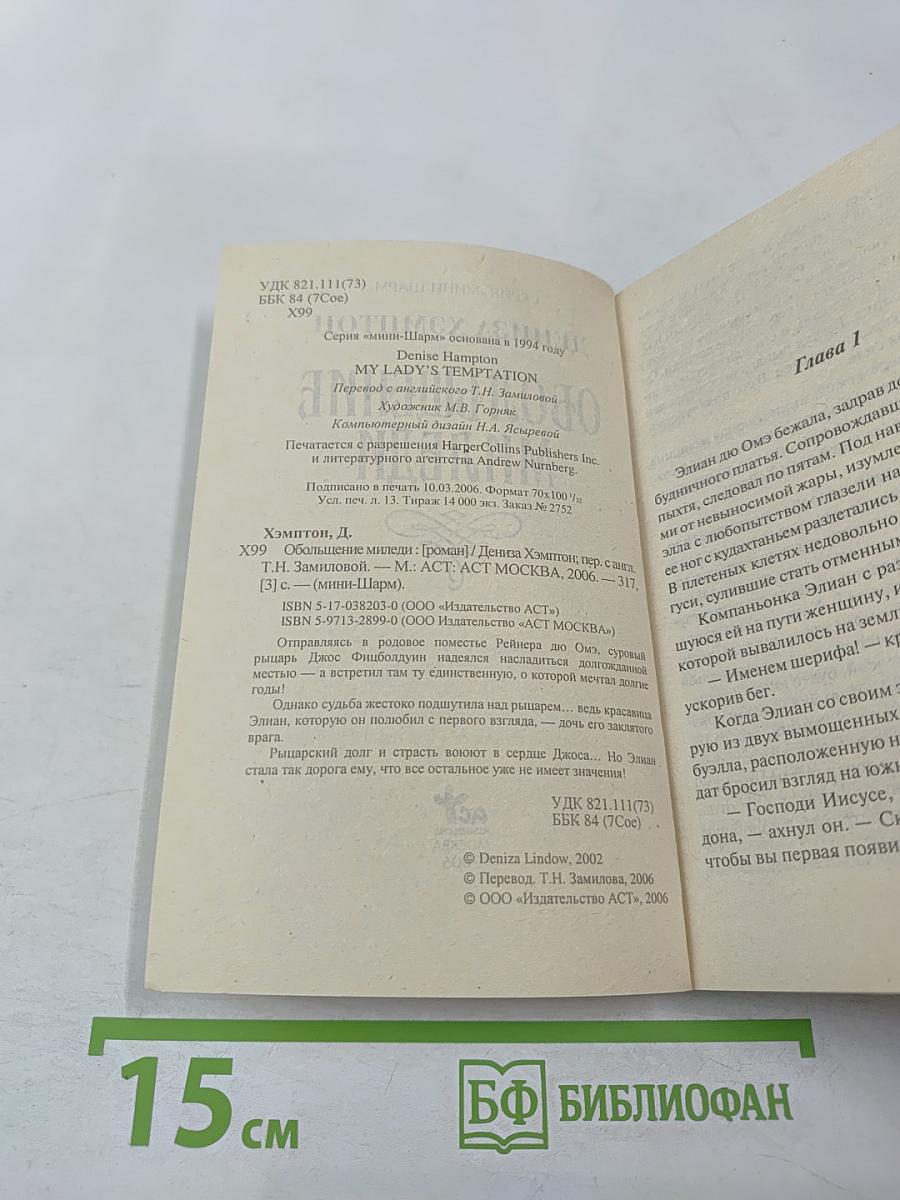 УДК 821.111(73)
ББК 84 (7Сое)
Х99
Серия «мини-Шарм» основана в 1994 году
Denise Hampton
MY LADY'S TEMPTATION
Перевод с английского Т.Н. Замиловой
Художник М.В. Горняк
Компьютерный дизайн Н.А. Ясыревой
Печатается с разрешения HarperCollins Publishers Inc.
и литературного агентства Andrew Nurnberg.
Подписано в печать 10.03.2006. Формат 70x100 1/32
Усл. печ. л. 13. Тираж 14 000 экз. Заказ № 2752
Хэмптон, Д.
Х99 Обольщение миледи : [роман] / Дениза Хэмптон; пер. с англ.
Т.Н. Замиловой. — М.: АСТ: АСТ МОСКВА, 2006. — 317,
[3] с. — (мини-Шарм).
ISBN 5-17-038203-0 (ООО «Издательство АСТ»)
ISBN 5-9713-2899-0 (ООО Издательство «АСТ МОСКВА»)
Отправляясь в родовое поместье Рейнера дю Омэ, суровый
рыцарь Джос Фицболдуин надеялся насладиться долгожданной
местью — а встретил там ту единственную, о которой мечтал долгие
годы!
Однако судьба жестоко подшутила над рыцарем... ведь красавица
Элиан, которую он полюбил с первого взгляда, — дочь его заклятого
врага.
Рыцарский долг и страсть воюют в сердце Джоса... Но Элиан
стала так дорога ему, что все остальное уже не имеет значения!
УДК 821.111(73)
ББК 84 (7Сое)
© Deniza Lindow, 2002
© Перевод. Т.Н. Замилова, 2006
© ООО «Издательство АСТ», 2006
Глава 1
Элиан дю Омэ бежала, задрав
будничного платья. Сопровождавш
пыхтя, следовал по пятам. Под нав
ми от невыносимой жары, изумле
элла с любопытством глазели на
ее ног с кудахтаньем разлетались
В плетеных клетях недовольно
гуси, сулившие стать отменным
Компаньонка Элиан с раз
шуюся ей на пути женщину, и
которой вывалилось на земл
— Именем шерифа! — кр
ускорив бег.
Когда Элиан со своим э
рую из двух вымощенных
буэлла, расположенную н
дат бросил взгляд на южн
— Господи Иисусе,
дона, — ахнул он. — Ск
чтобы вы первая появи
15 см
БФ БИБЛИОФАН